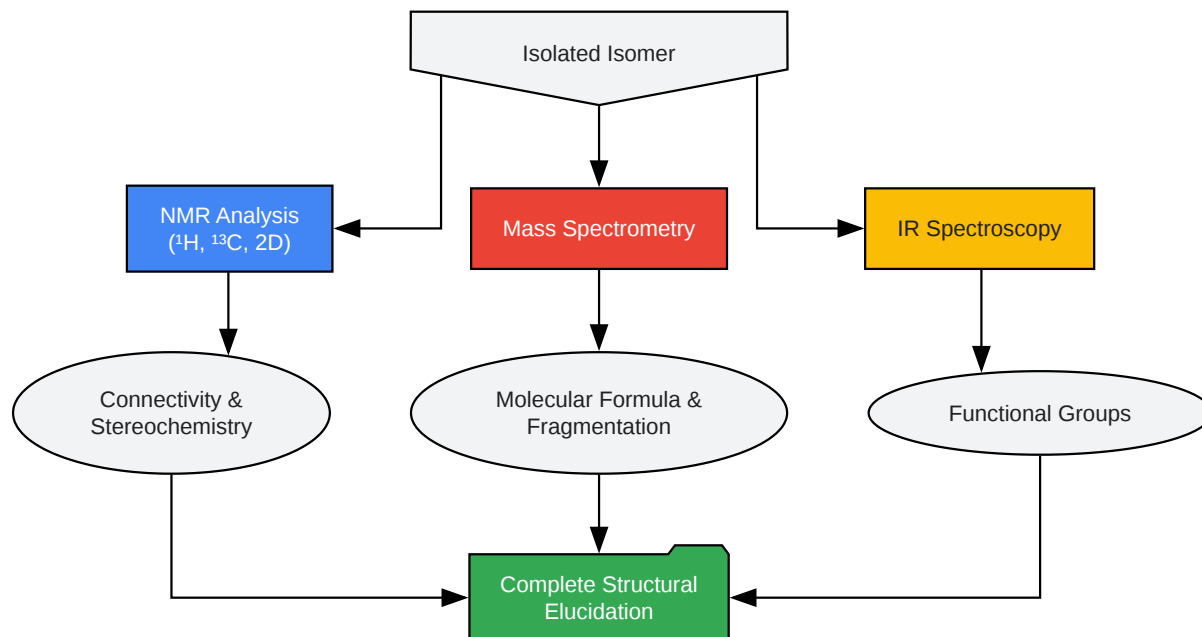 Isolated Isomer
NMR Analysis
(¹H, ¹³C, 2D)
Mass Spectrometry
IR Spectroscopy
Connectivity &
Stereochemistry
Molecular Formula &
Fragmentation
Functional Groups
Complete Structural
Elucidation